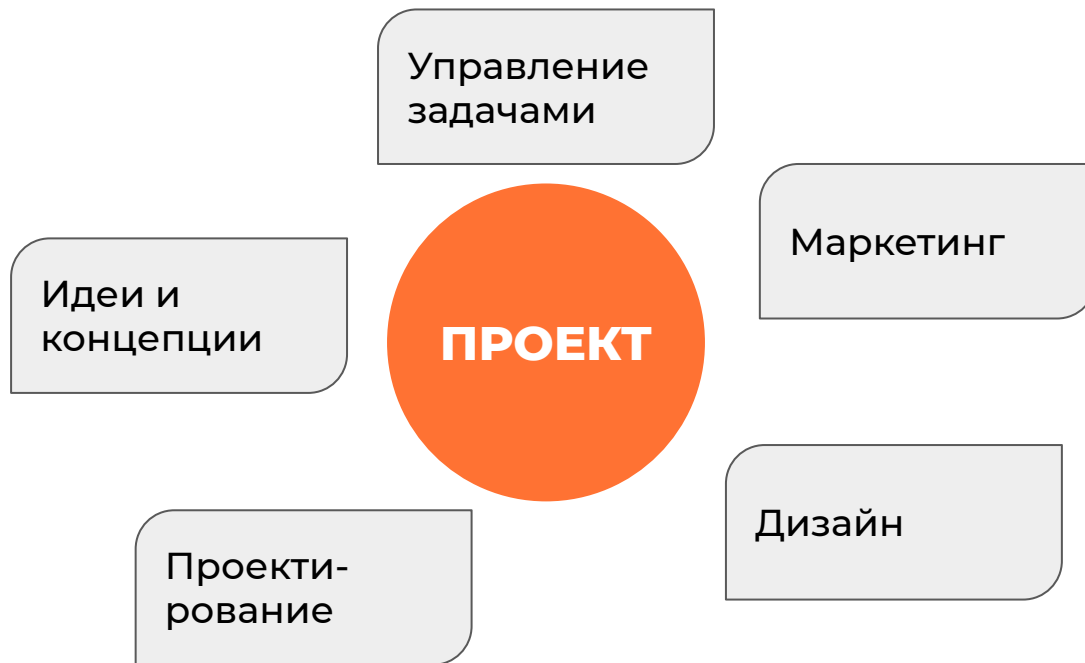 Управление
задачами
Маркетинг
Идеи и
концепции
ПРОЕКТ
Дизайн
Проекти-
рование